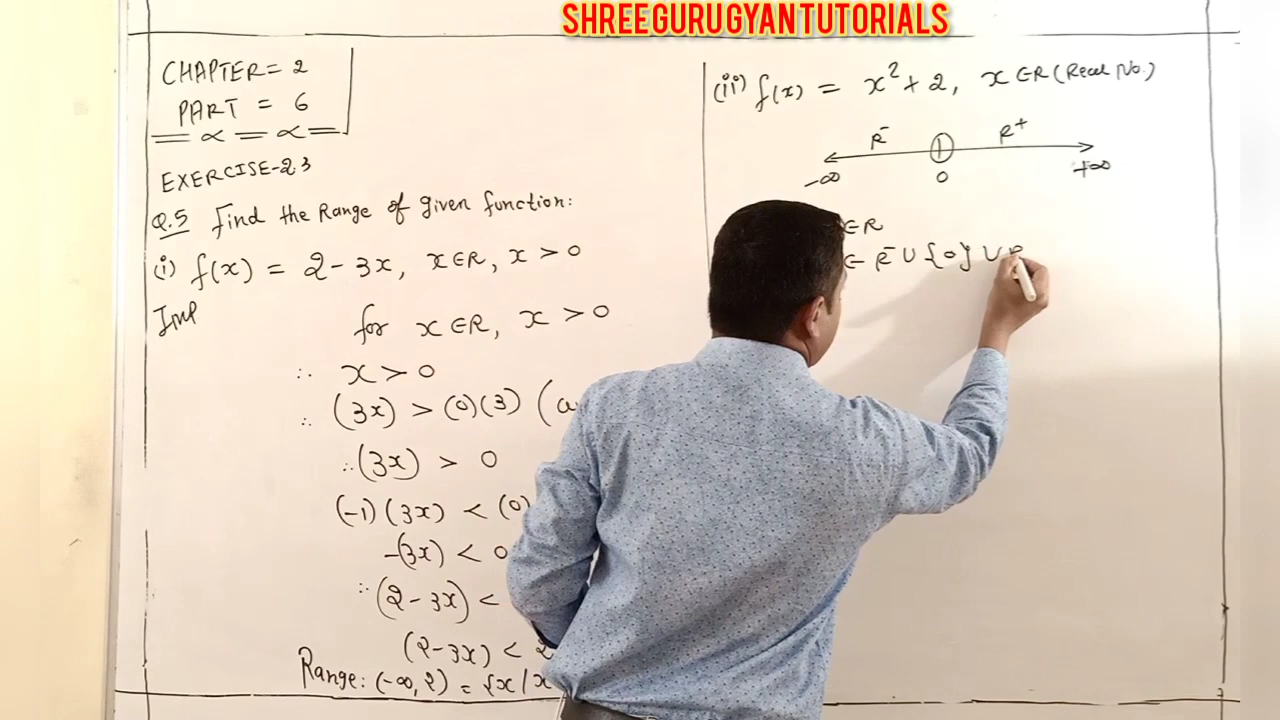 SHREE GURU GYAN TUTORIALS
CHAPTER = 2
PART = 6
= ∝ = ∝ =
EXERCISE-2.3
Q.5 Find the Range of given function:
(i) f(x) = 2 - 3x, x∈R, x > 0
Imp
for x∈R, x > 0
∴ x > 0
∴ (3x) > (0)(3)
∴ (3x) > 0
(-1)(3x) < (0)
-(3x) < 0
∴ (2 - 3x) <
(2-3x) < 2
Range: (-∞, 2) = {x/x
(ii) f(x) = x² + 2, x∈R (Real No.)
R⁻ R⁺
-∞ 0 +∞
∈R
∈ R⁻ ∪ {0} ∪ R